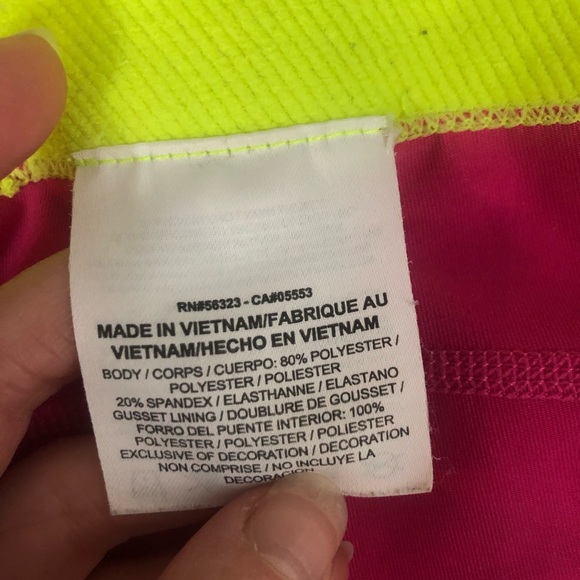 RN#56323 - CA#05553
MADE IN VIETNAM/FABRIQUE AU
VIETNAM/HECHO EN VIETNAM
BODY / CORPS / CUERPO: 80% POLYESTER /
POLYESTER / POLIESTER
20% SPANDEX / ELASTHANNE / ELASTANO
GUSSET LINING / DOUBLURE DE GOUSSET /
FORRO DEL PUENTE INTERIOR: 100%
POLYESTER / POLYESTER / POLIESTER
EXCLUSIVE OF DECORATION / DECORATION
NON COMPRISE / NO INCLUYE LA
DECORACION